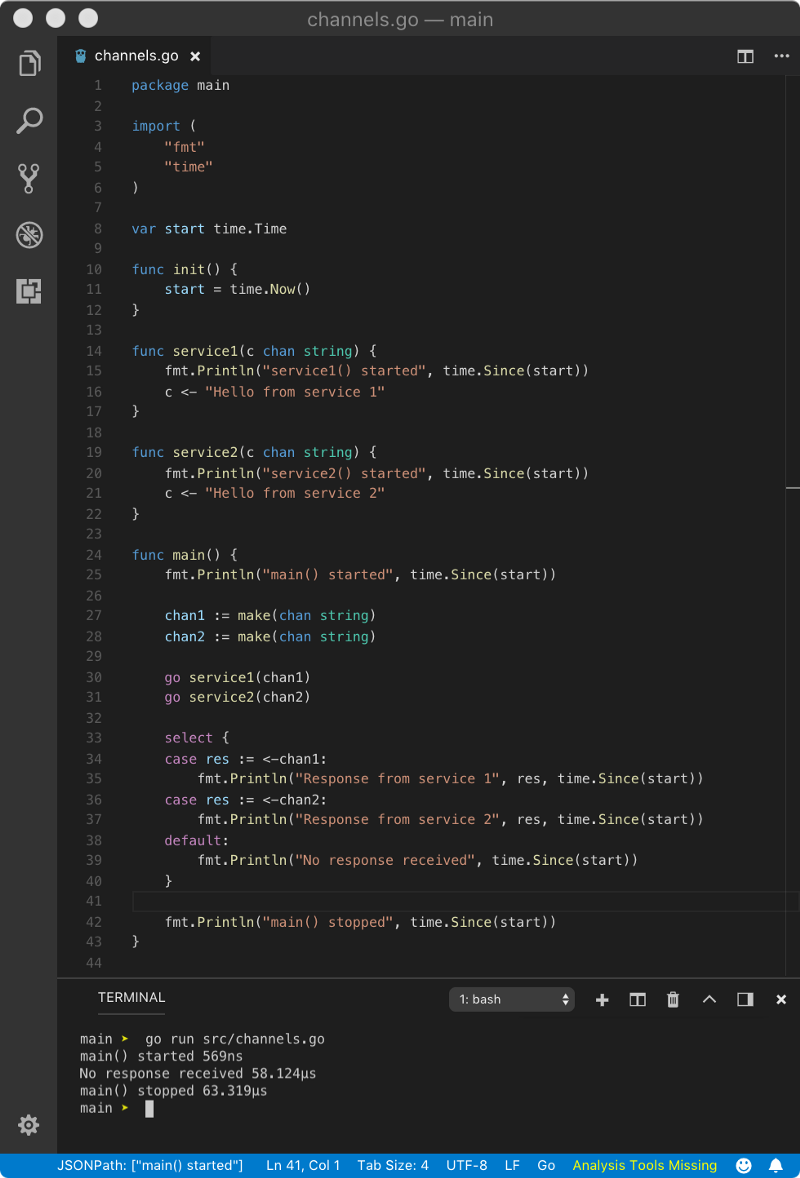 channels.go — main
channels.go
1 package main
2
3 import (
4     "fmt"
5     "time"
6 )
7
8 var start time.Time
9
10 func init() {
11     start = time.Now()
12 }
13
14 func service1(c chan string) {
15     fmt.Println("service1() started", time.Since(start))
16     c <- "Hello from service 1"
17 }
18
19 func service2(c chan string) {
20     fmt.Println("service2() started", time.Since(start))
21     c <- "Hello from service 2"
22 }
23
24 func main() {
25     fmt.Println("main() started", time.Since(start))
26
27     chan1 := make(chan string)
28     chan2 := make(chan string)
29
30     go service1(chan1)
31     go service2(chan2)
32
33     select {
34     case res := <-chan1:
35         fmt.Println("Response from service 1", res, time.Since(start))
36     case res := <-chan2:
37         fmt.Println("Response from service 2", res, time.Since(start))
38     default:
39         fmt.Println("No response received", time.Since(start))
40     }
41
42     fmt.Println("main() stopped", time.Since(start))
43 }
44
TERMINAL 1: bash
main ➤ go run src/channels.go
main() started 569ns
No response received 58.124µs
main() stopped 63.319µs
main ➤
JSONPath: ["main() started"] Ln 41, Col 1 Tab Size: 4 UTF-8 LF Go Analysis Tools Missing